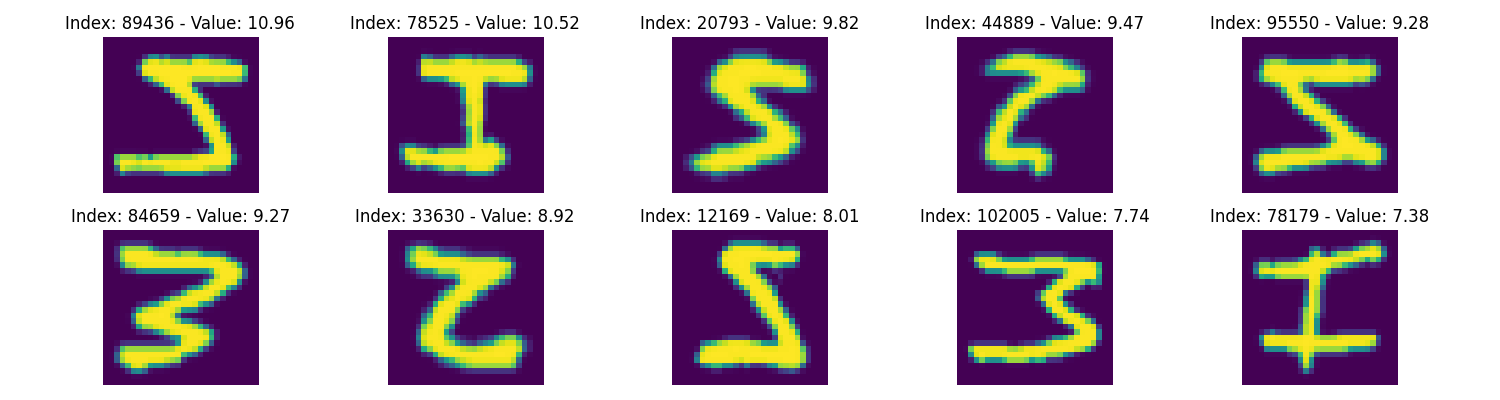 Index: 89436 - Value: 10.96
Index: 78525 - Value: 10.52
Index: 20793 - Value: 9.82
Index: 44889 - Value: 9.47
Index: 95550 - Value: 9.28
Index: 84659 - Value: 9.27
Index: 33630 - Value: 8.92
Index: 12169 - Value: 8.01
Index: 102005 - Value: 7.74
Index: 78179 - Value: 7.38